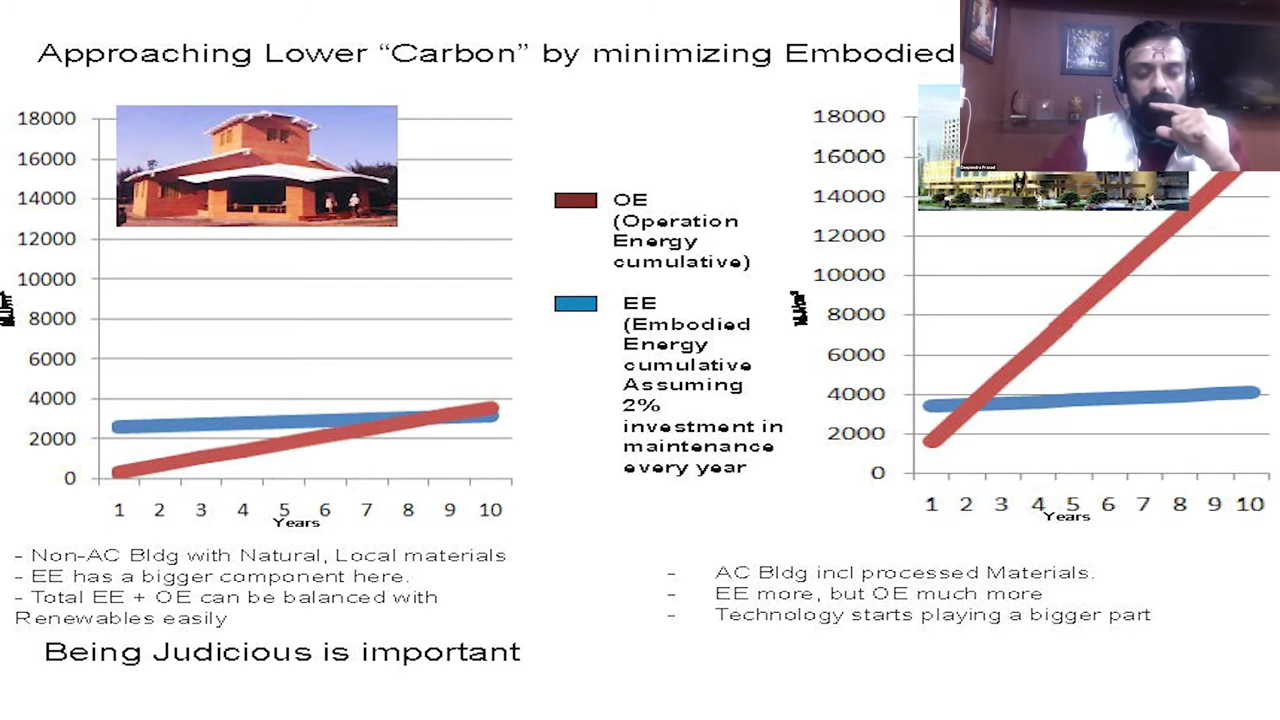 Approaching Lower “Carbon” by minimizing Embodied
18000
16000
14000
12000
10000
8000
6000
4000
2000
0
1 2 3 4 5 6 7 8 9 10
Years
OE
(Operation
Energy
cumulative)
EE
(Embodied
Energy
cumulative
Assuming
2%
investment in
maintenance
every year
18000
16000
14000
12000
10000
8000
6000
4000
2000
0
1 2 3 4 5 6 7 8 9 10
Years
Deependra Prasad
- Non-AC Bldg with Natural, Local materials
- EE has a bigger component here.
- Total EE + OE can be balanced with
Renewables easily
- AC Bldg incl processed Materials.
- EE more, but OE much more
- Technology starts playing a bigger part
Being Judicious is important